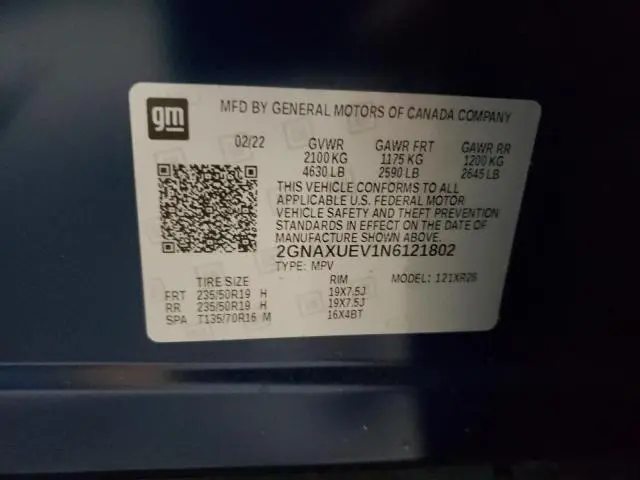 gm
MFD BY GENERAL MOTORS OF CANADA COMPANY
02/22 GVWR GAWR FRT GAWR RR
2100 KG 1175 KG 1200 KG
4630 LB 2590 LB 2645 LB
THIS VEHICLE CONFORMS TO ALL
APPLICABLE U.S. FEDERAL MOTOR
VEHICLE SAFETY AND THEFT PREVENTION
STANDARDS IN EFFECT ON THE DATE OF
MANUFACTURE SHOWN ABOVE.
2GNAXUEV1N6121802
TYPE: MPV MODEL: 1Z1XR26
TIRE SIZE RIM
FRT 235/50R19 H 19X7.5J
RR 235/50R19 H 19X7.5J
SPA T135/70R16 M 16X4BT